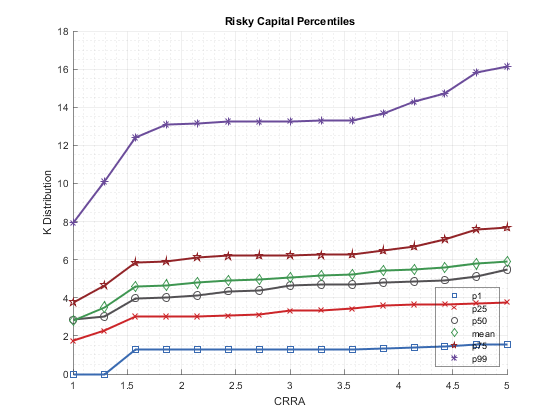 Risky Capital Percentiles
18
16
14
12
10
8
6
4
2
0
K Distribution
1 1.5 2 2.5 3 3.5 4 4.5 5
CRRA
p1
p25
p50
mean
p75
p99